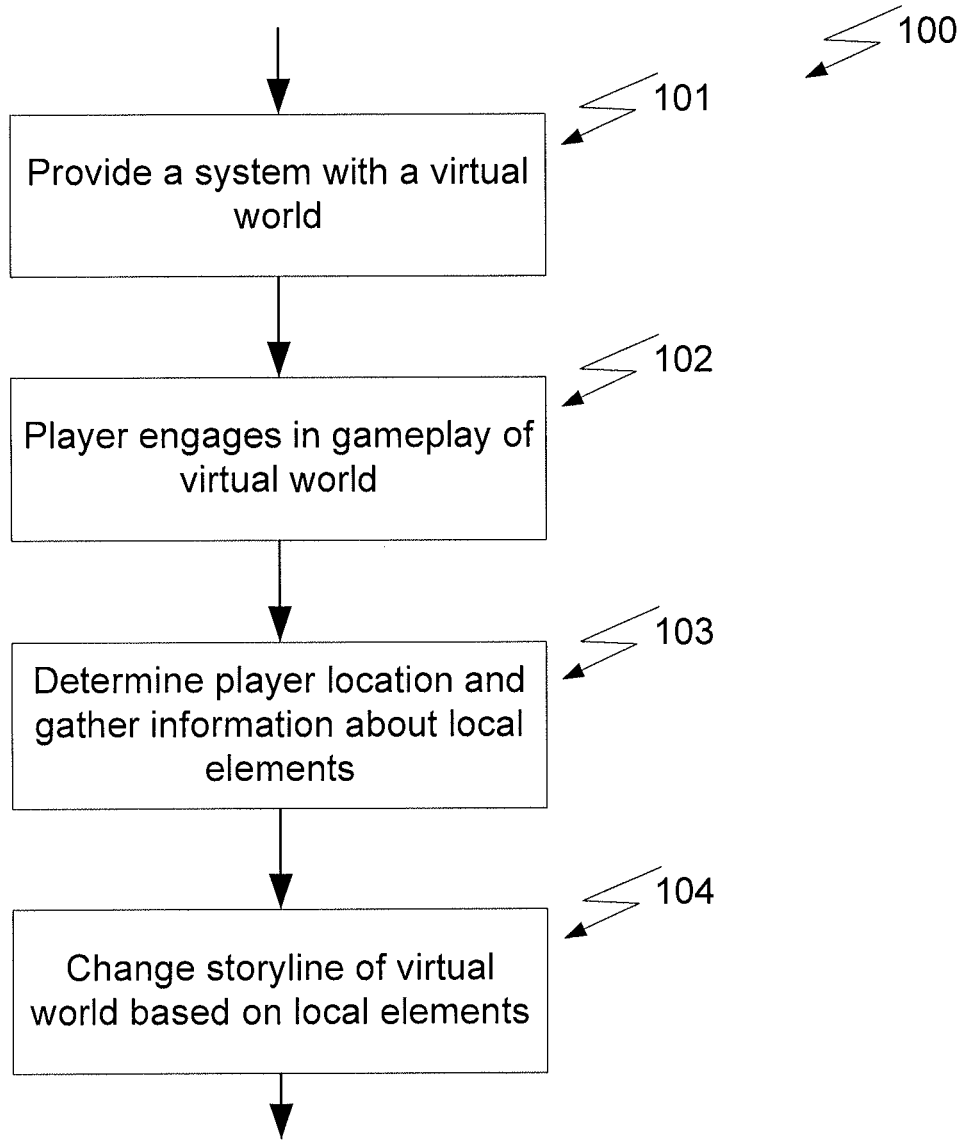 100
101
Provide a system with a virtual
world
102
Player engages in gameplay of
virtual world
103
Determine player location and
gather information about local
elements
104
Change storyline of virtual
world based on local elements